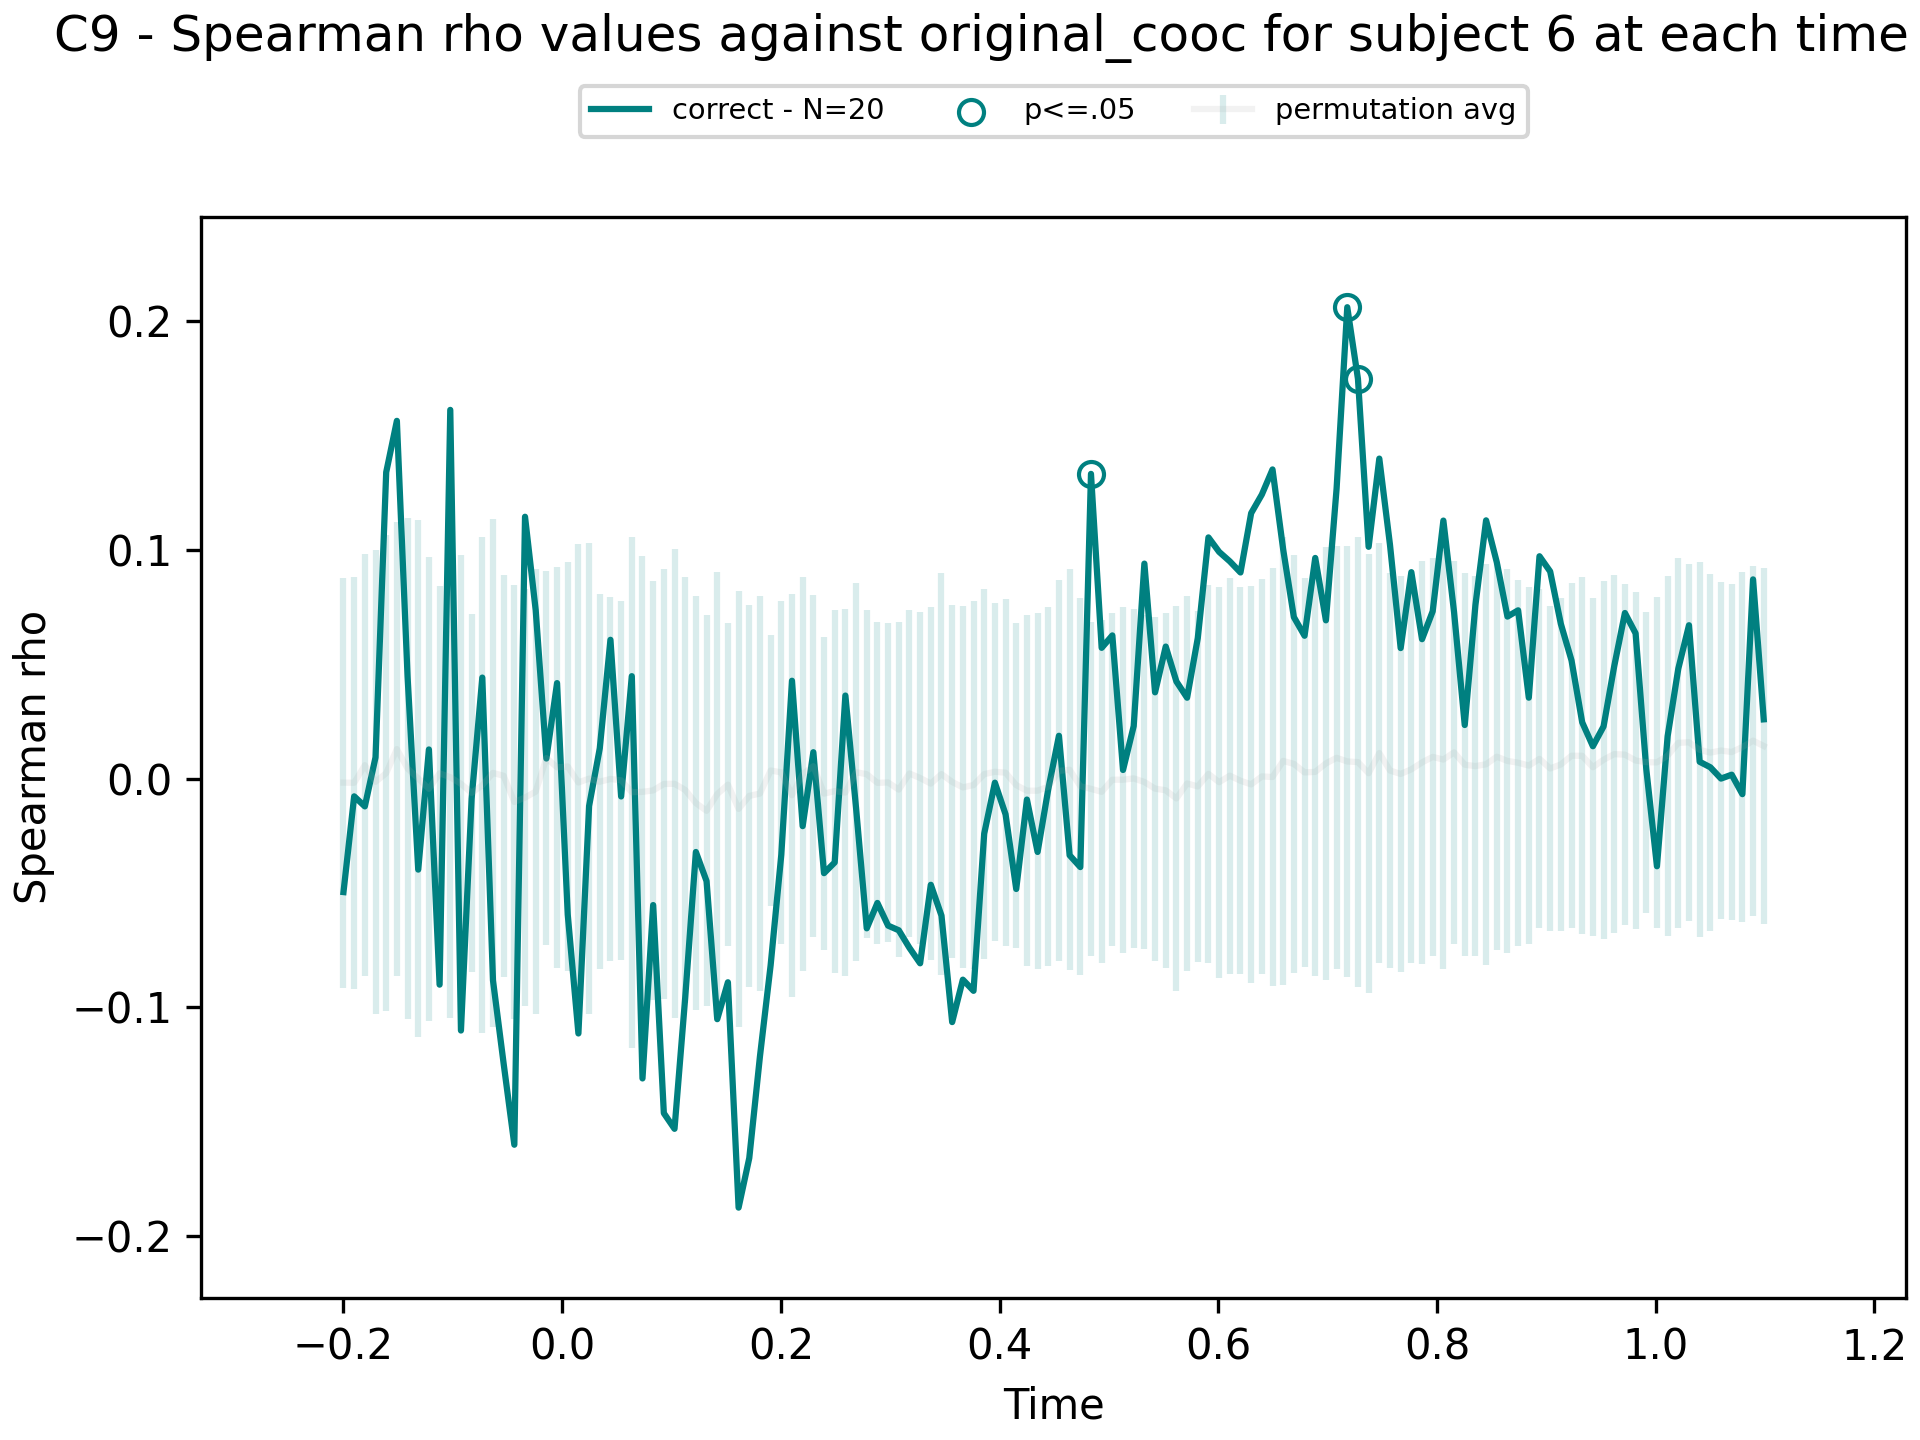 C9 - Spearman rho values against original_cooc for subject 6 at each time
correct - N=20
p<=.05
permutation avg
Spearman rho
0.2
0.1
0.0
−0.1
−0.2
−0.2
0.0
0.2
0.4
0.6
0.8
1.0
1.2
Time